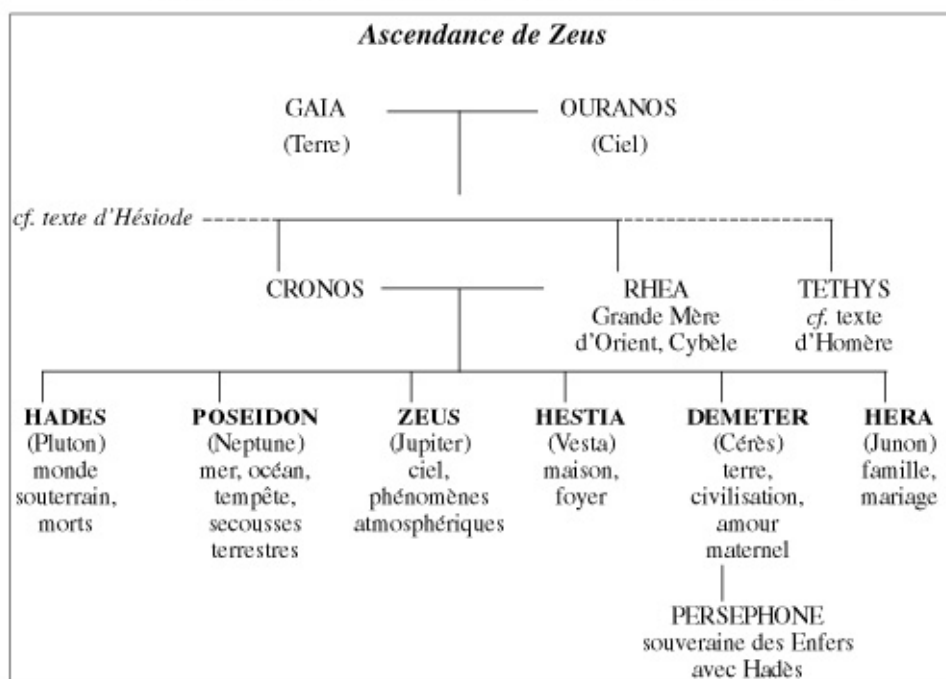 Ascendance de Zeus
GAIA
(Terre)
OURANOS
(Ciel)
cf. texte d'Hésiode
CRONOS
RHEA
Grande Mère
d'Orient, Cybèle
TETHYS
cf. texte
d'Homère
HADES
(Pluton)
monde
souterrain,
morts
POSEIDON
(Neptune)
mer, océan,
tempête,
secousses
terrestres
ZEUS
(Jupiter)
ciel,
phénomènes
atmosphériques
HESTIA
(Vesta)
maison,
foyer
DEMETER
(Cérès)
terre,
civilisation,
amour
maternel
HERA
(Junon)
famille,
mariage
PERSEPHONE
souveraine des Enfers
avec Hadès